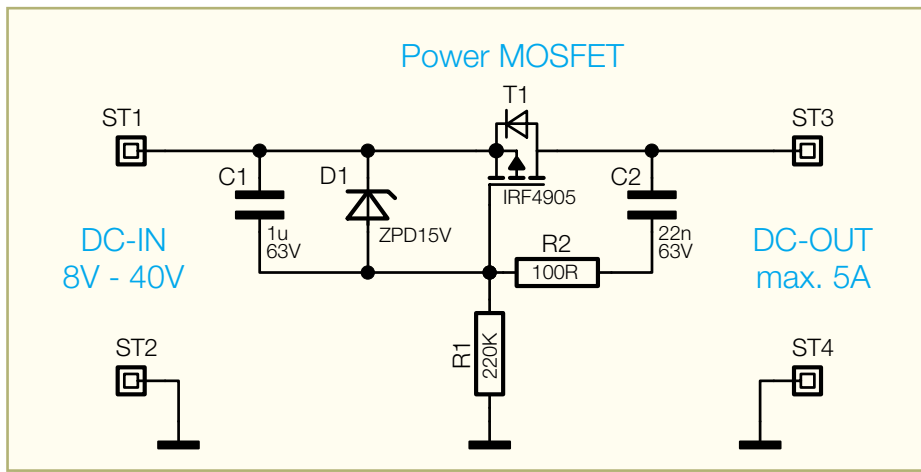 Power MOSFET
T1
ST1
ST3
C1
D1
C2
IRF4905
1u
63V
ZPD15V
R2
100R
22n
63V
DC-IN
8V - 40V
DC-OUT
max. 5A
R1
220K
ST2
ST4